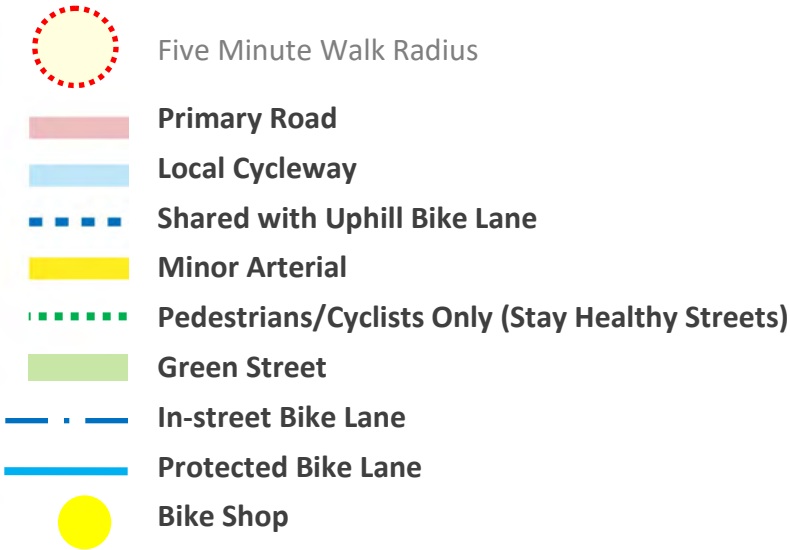 Five Minute Walk Radius
Primary Road
Local Cycleway
Shared with Uphill Bike Lane
Minor Arterial
Pedestrians/Cyclists Only (Stay Healthy Streets)
Green Street
In-street Bike Lane
Protected Bike Lane
Bike Shop